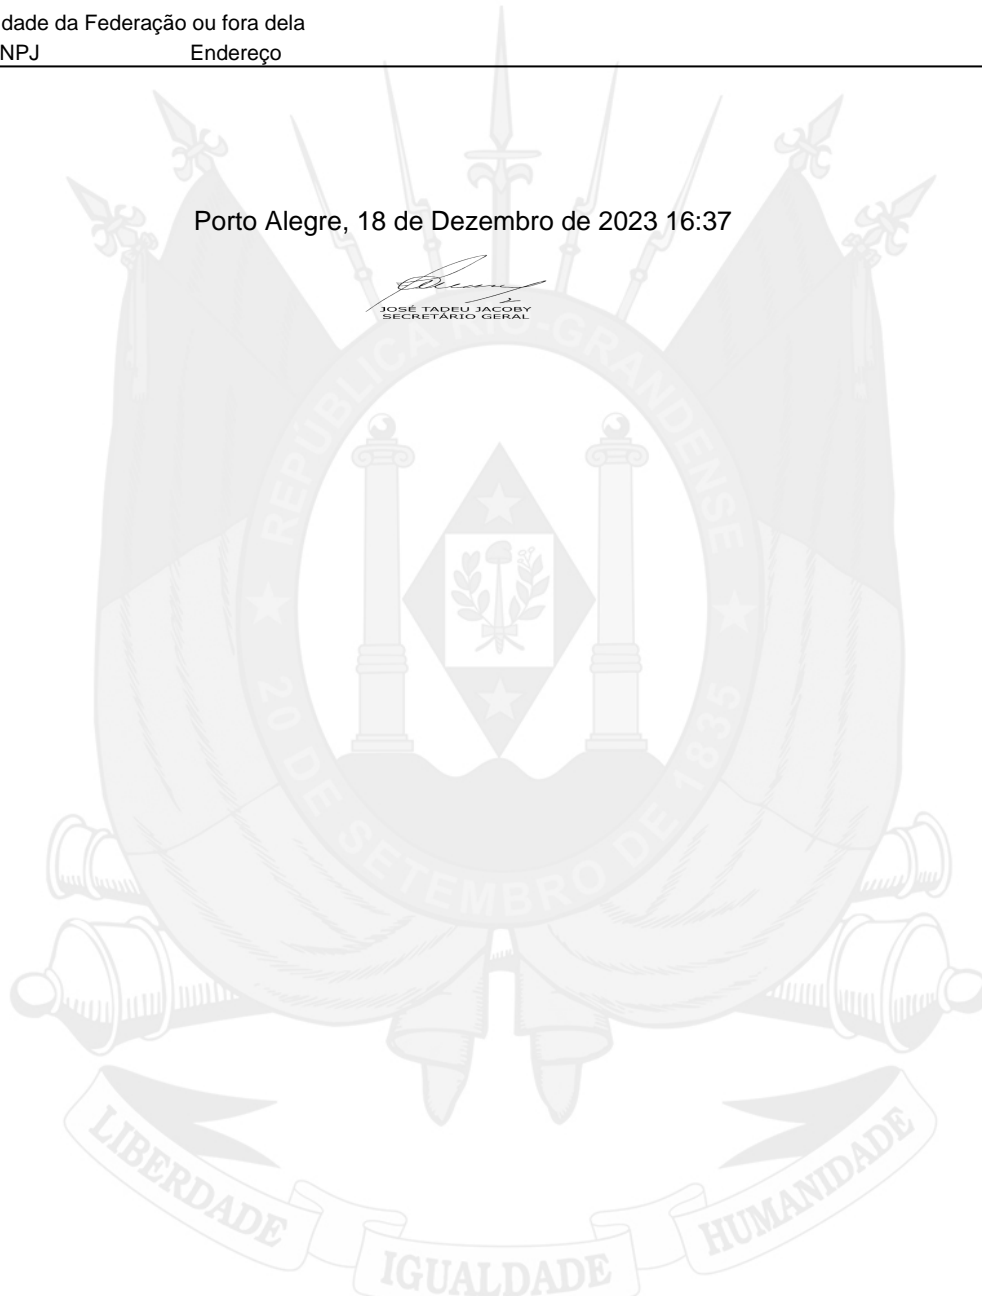 dade da Federação ou fora dela
NPJ Endereço
Porto Alegre, 18 de Dezembro de 2023 16:37
JOSÉ TADEU JACOBY
SECRETÁRIO GERAL
REPÚBLICA RIO-GRANDENSE
20 DE SETEMBRO DE 1835
LIBERDADE
IGUALDADE
HUMANIDADE